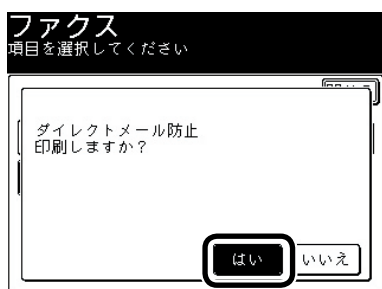 ファクス
項目を選択してください
ダイレクトメール防止
印刷しますか？
はい
いいえ